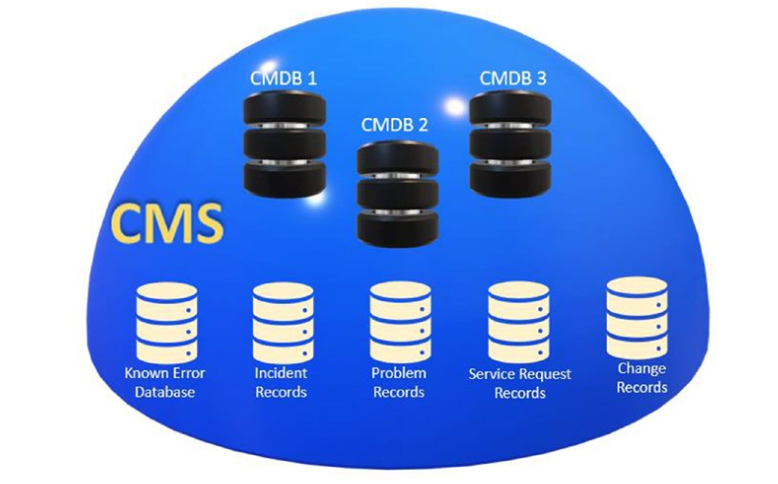 CMDB 1
CMDB 3
CMDB 2
CMS
Known Error
Database
Incident
Records
Problem
Records
Service Request
Records
Change
Records